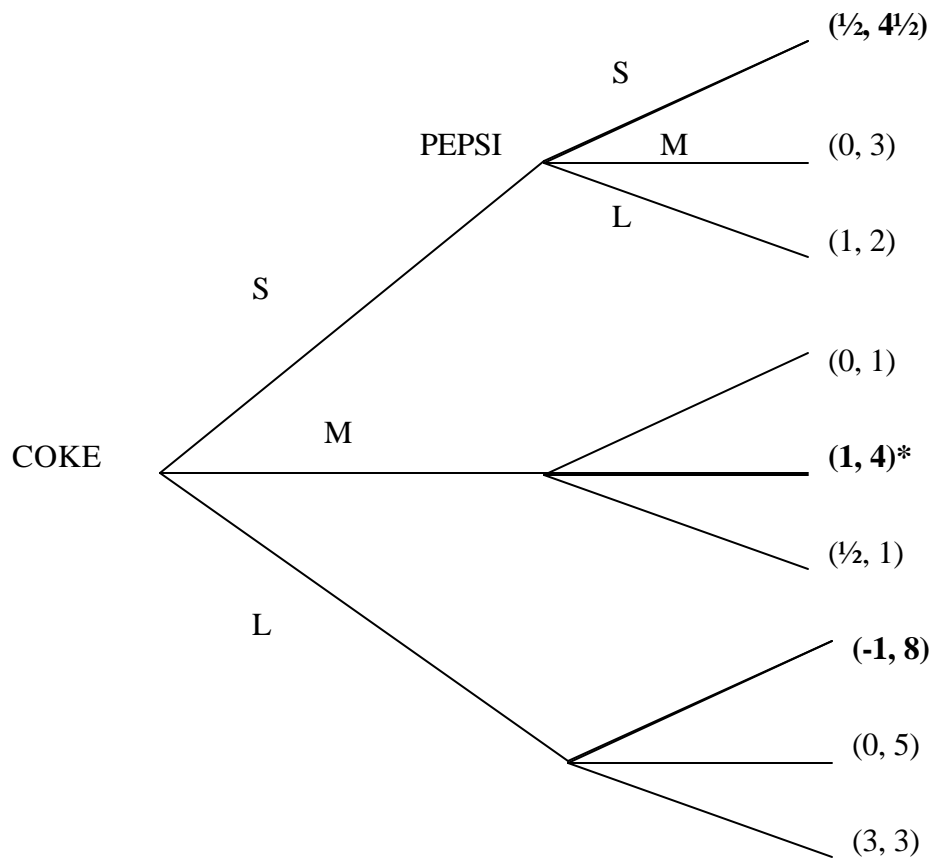 (½, 4½)
S
PEPSI
M
(0, 3)
L
(1, 2)
S
(0, 1)
M
COKE
(1, 4)*
(½, 1)
L
(-1, 8)
(0, 5)
(3, 3)